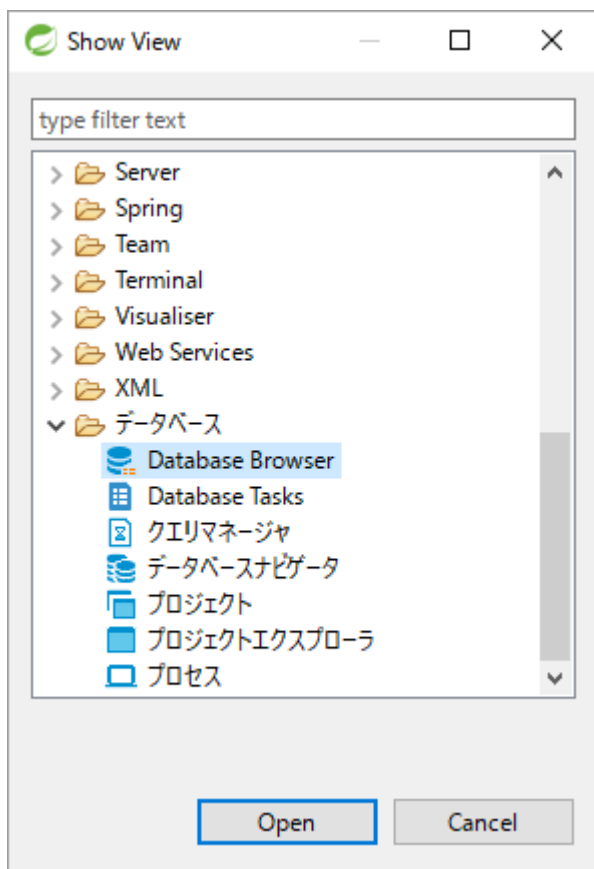 Show View
type filter text
Server
Spring
Team
Terminal
Visualiser
Web Services
XML
データベース
Database Browser
Database Tasks
クエリマネージャ
データベースナビゲータ
プロジェクト
プロジェクトエクスプローラ
プロセス
Open
Cancel